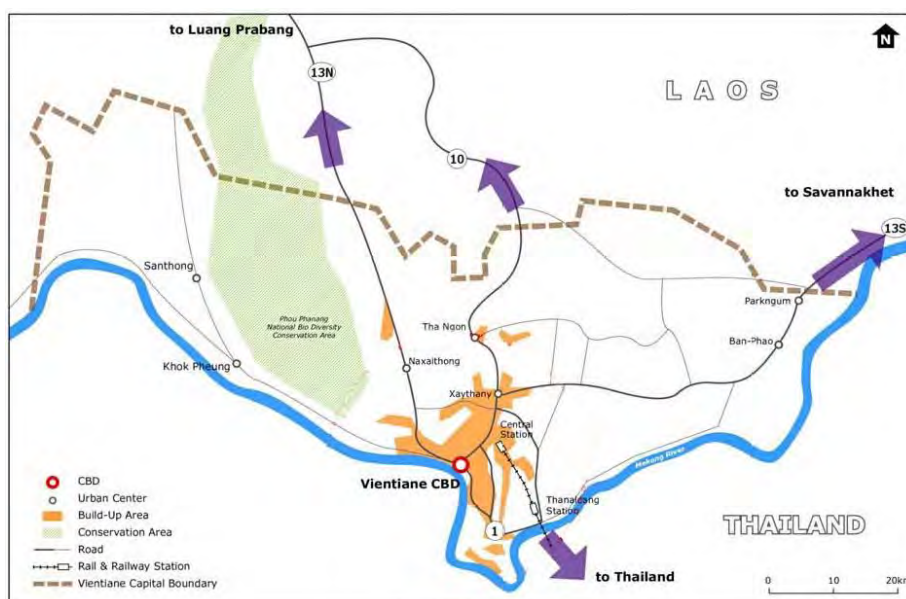 to Luang Prabang
N
13N
LAOS
10
to Savannakhet
13S
Santhong
Parkngum
Phou Phanang
National Bio Diversity
Conservation Area
Tha Ngon
Ban-Phao
Khok Pheung
Naxaithong
Xaythany
Central
Station
Mekong River
CBD
Vientiane CBD
Urban Center
Thanaleang
Station
Build-Up Area
1
THAILAND
Conservation Area
Road
Rail & Railway Station
to Thailand
Vientiane Capital Boundary
0 10 20km